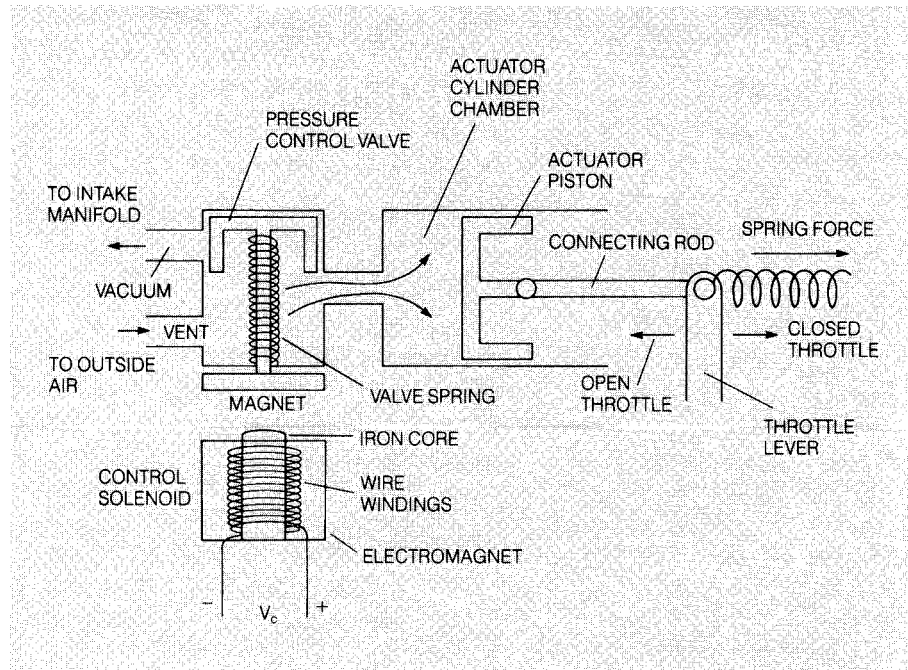 ACTUATOR
CYLINDER
CHAMBER
PRESSURE
CONTROL VALVE
ACTUATOR
PISTON
TO INTAKE
MANIFOLD
SPRING FORCE
CONNECTING ROD
VACUUM
VENT
CLOSED
THROTTLE
TO OUTSIDE
AIR
OPEN
THROTTLE
MAGNET
VALVE SPRING
THROTTLE
LEVER
IRON CORE
CONTROL
SOLENOID
WIRE
WINDINGS
ELECTROMAGNET
− Vc +